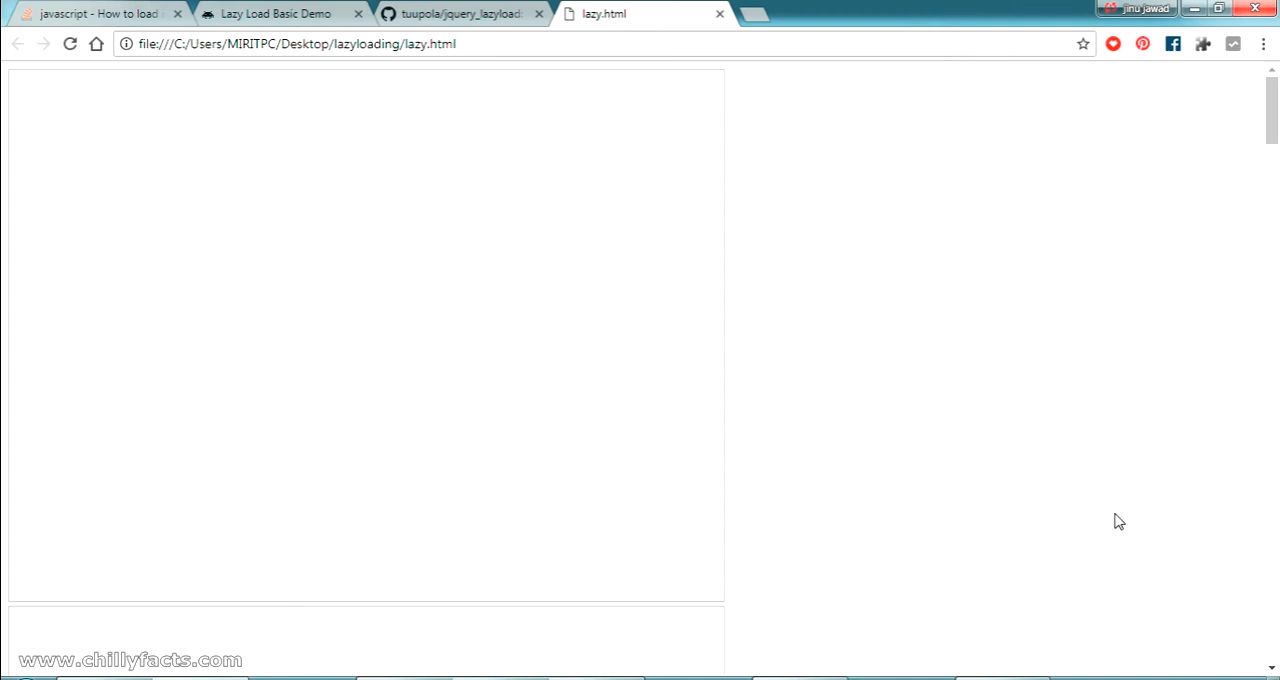 javascript - How to load
Lazy Load Basic Demo
tuupola/jquery_lazyload:
lazy.html
jinu jawad
file:///C:/Users/MIRITPC/Desktop/lazyloading/lazy.html
www.chillyfacts.com